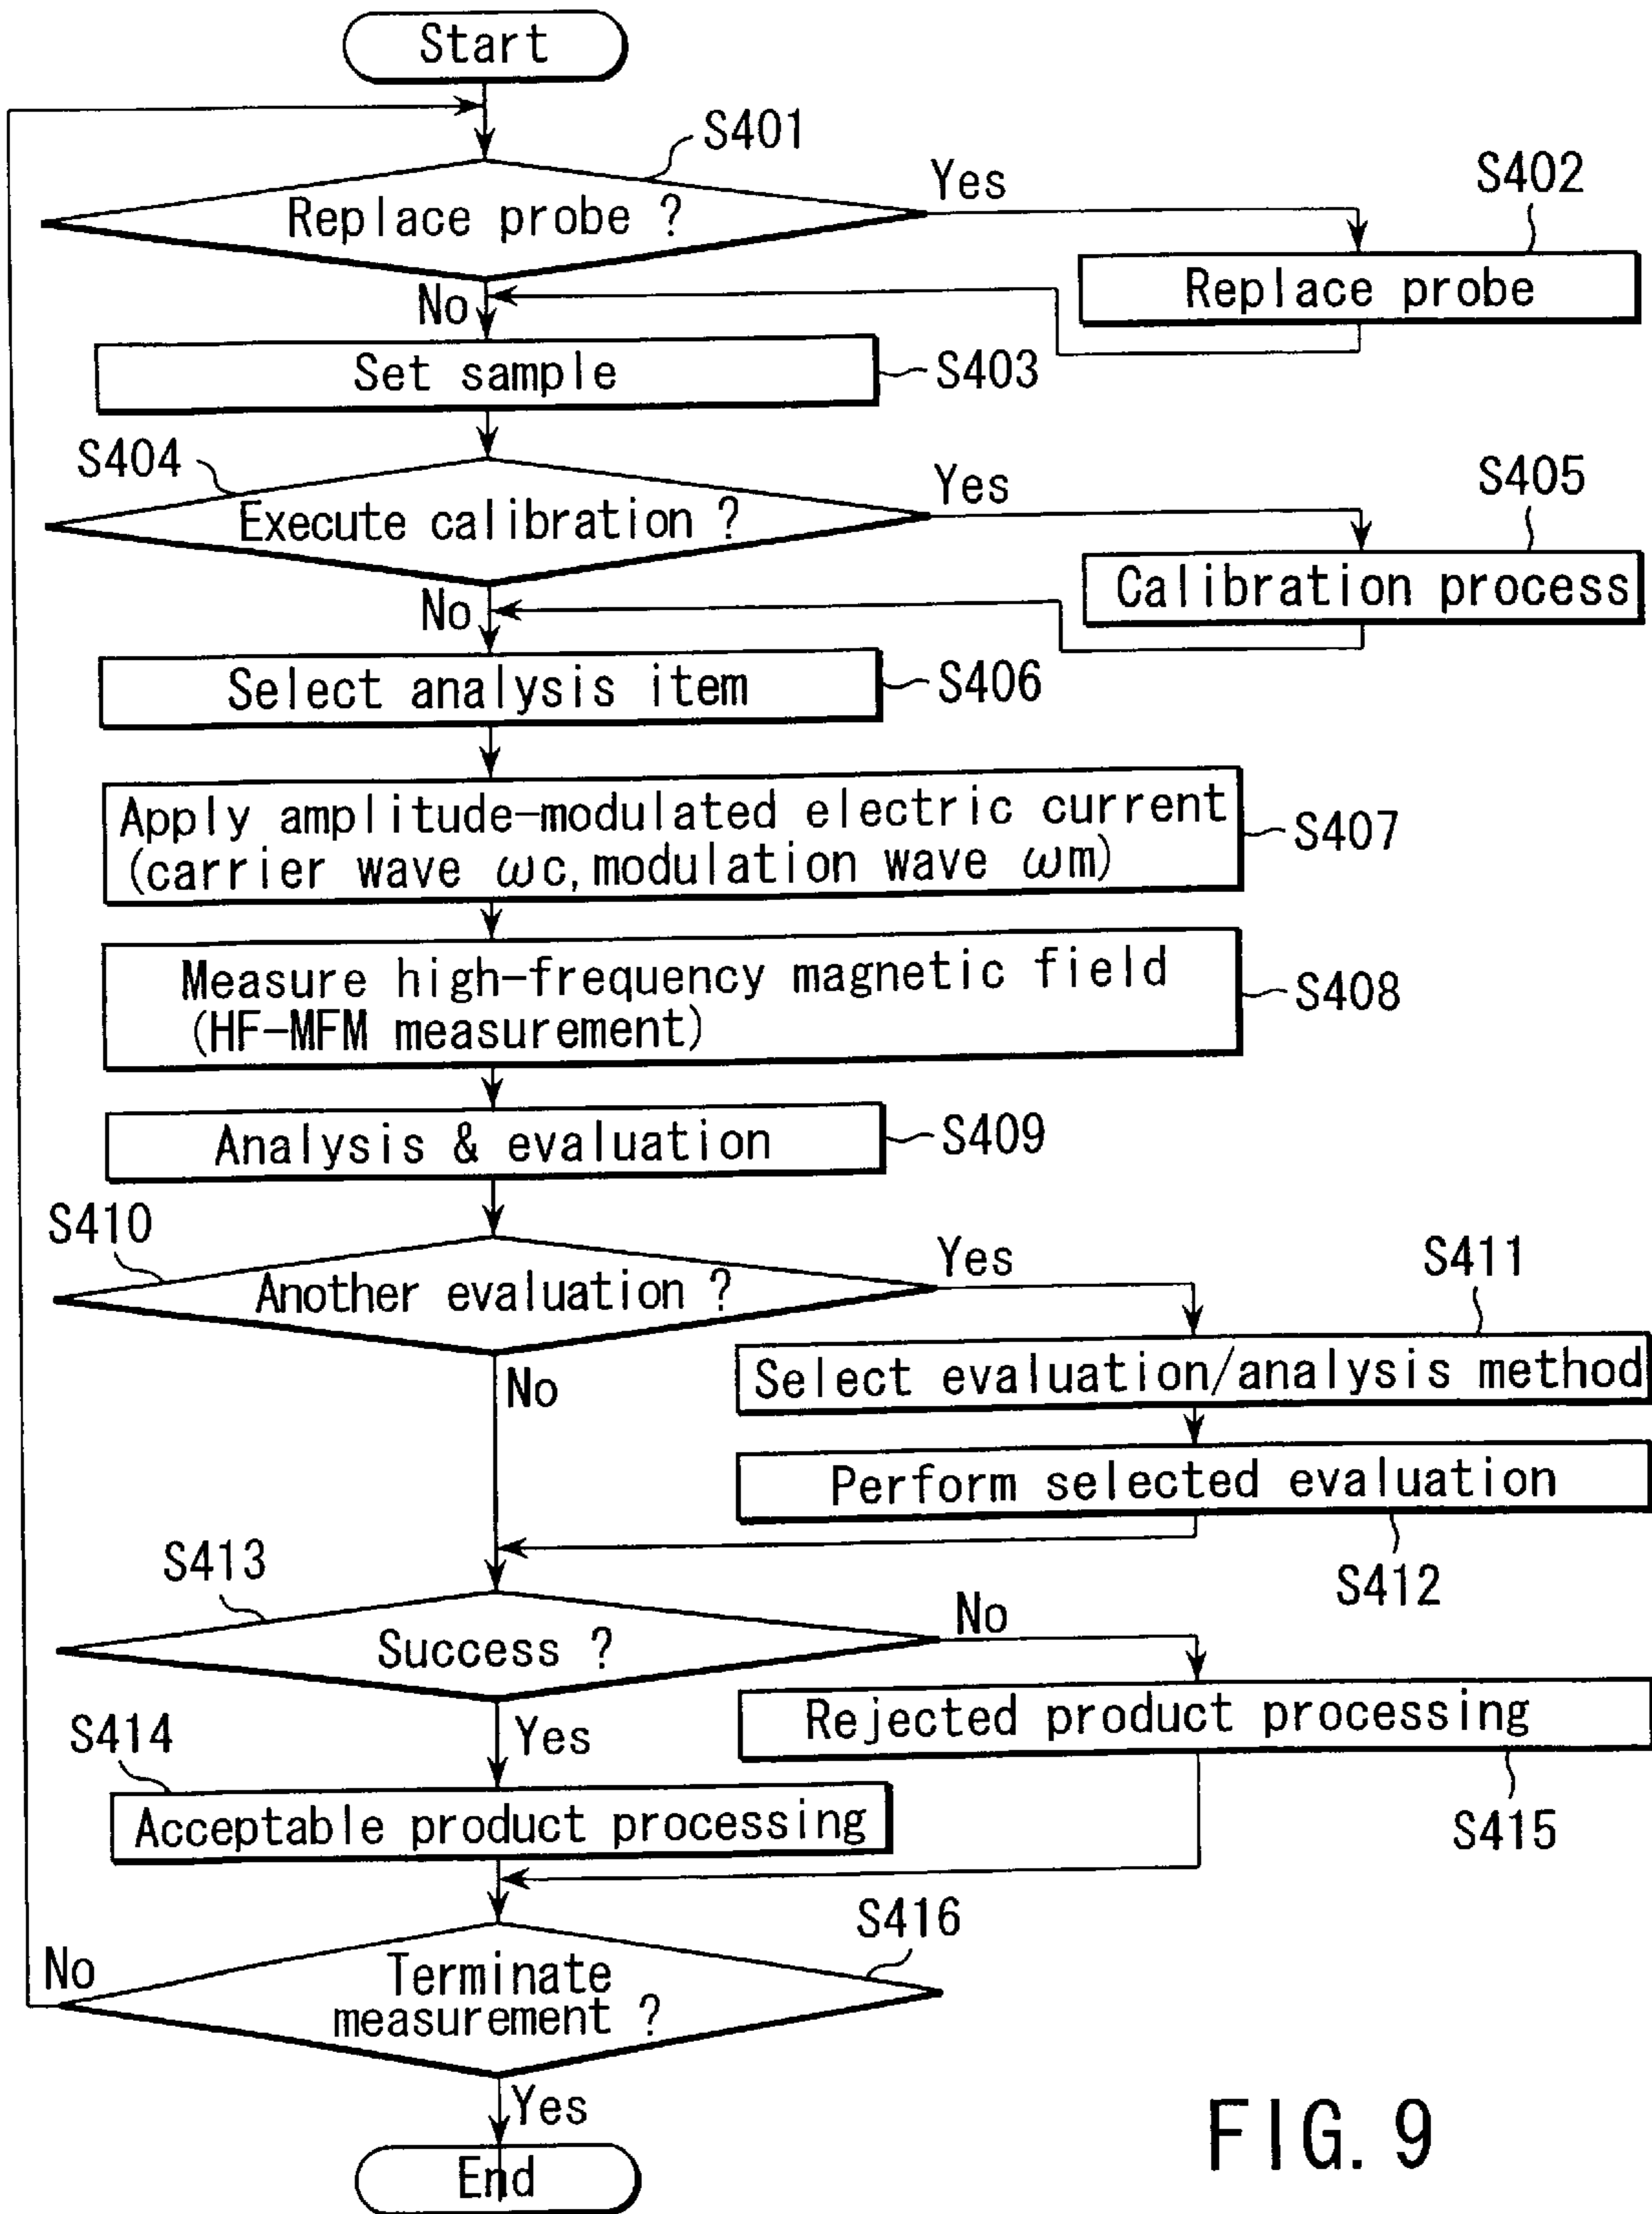 Start
S401
Replace probe ?
Yes
S402
Replace probe
No
Set sample
S403
S404
Execute calibration ?
Yes
S405
Calibration process
No
Select analysis item
S406
Apply amplitude-modulated electric current
(carrier wave ωc, modulation wave ωm)
S407
Measure high-frequency magnetic field
(HF-MFM measurement)
S408
Analysis & evaluation
S409
S410
Another evaluation ?
Yes
S411
Select evaluation/analysis method
No
Perform selected evaluation
S412
S413
Success ?
No
Rejected product processing
S415
Yes
S414
Acceptable product processing
S416
No
Terminate
measurement ?
Yes
End
FIG. 9